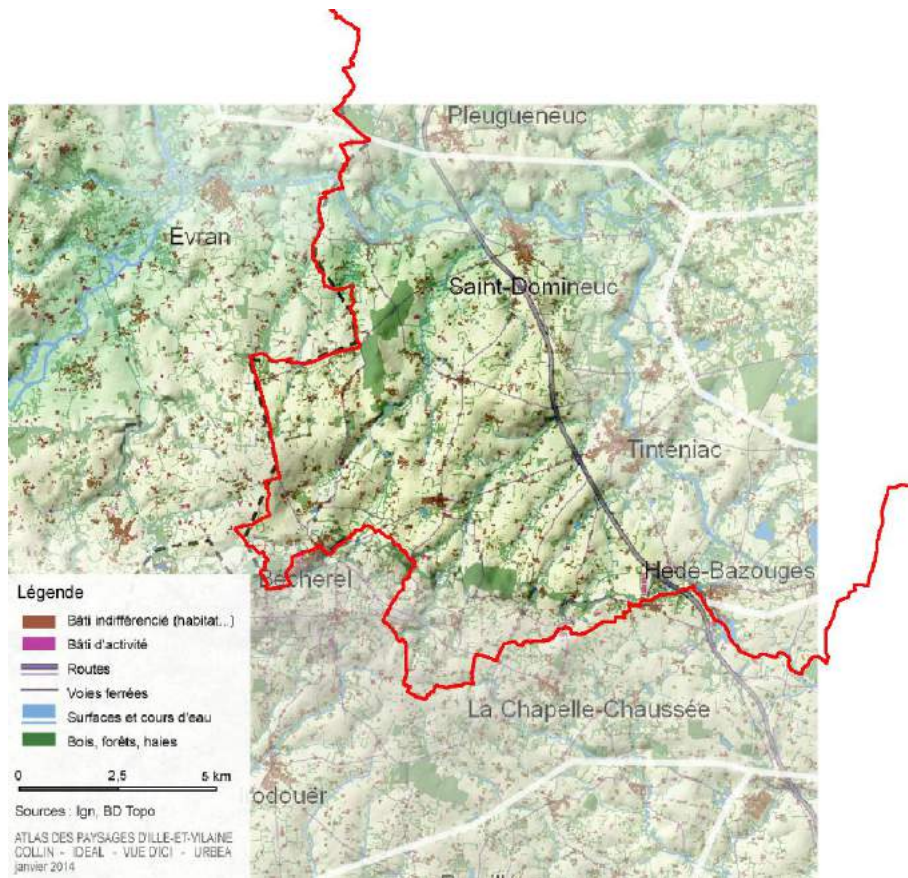 Pleugueneuc
Évran
Saint-Domineuc
Tinténiac
Hédé-Bazouges
Bécherel
La Chapelle-Chaussée
Légende
Bâti indifférencié (habitat...)
Bâti d'activité
Routes
Voies ferrées
Surfaces et cours d'eau
Bois, forêts, haies
0 2,5 5 km
Sources : Ign, BD Topo
ATLAS DES PAYSAGES D'ILLE-ET-VILAINE
COLLIN - IDEAL - VUE D'ICI - URBEA
janvier 2014